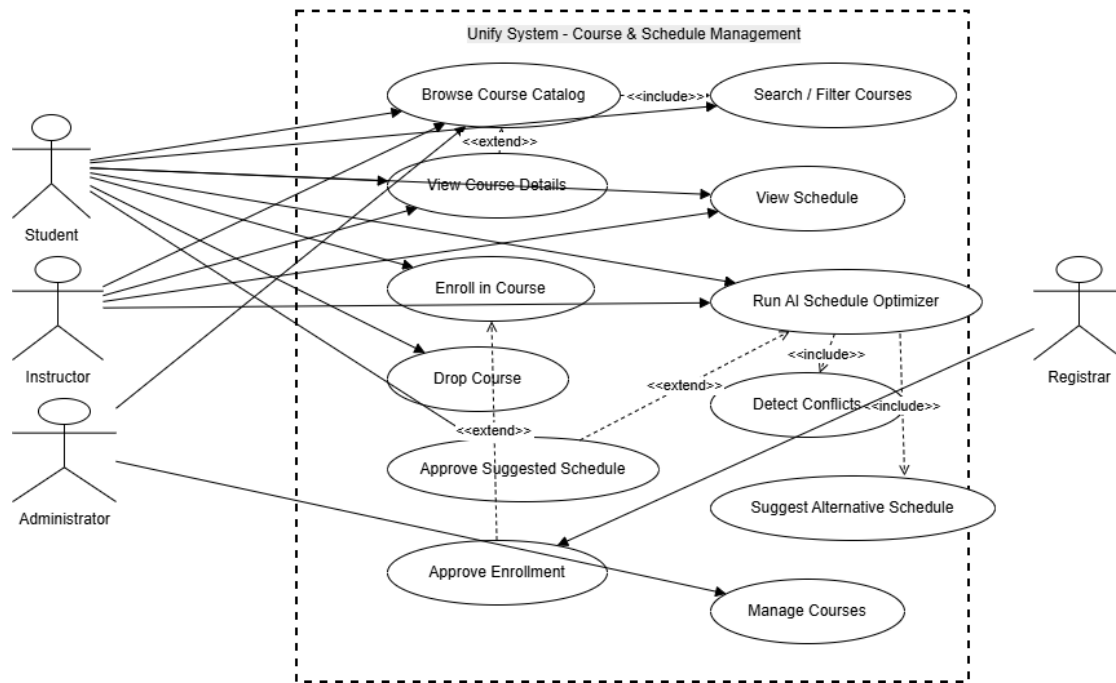 Unify System - Course & Schedule Management
Browse Course Catalog
<<include>>
Search / Filter Courses
<<extend>>
View Course Details
View Schedule
Student
Enroll in Course
Run AI Schedule Optimizer
<<include>>
Instructor
Registrar
Drop Course
<<extend>>
Detect Conflicts
<<include>>
<<extend>>
Approve Suggested Schedule
Suggest Alternative Schedule
Administrator
Approve Enrollment
Manage Courses